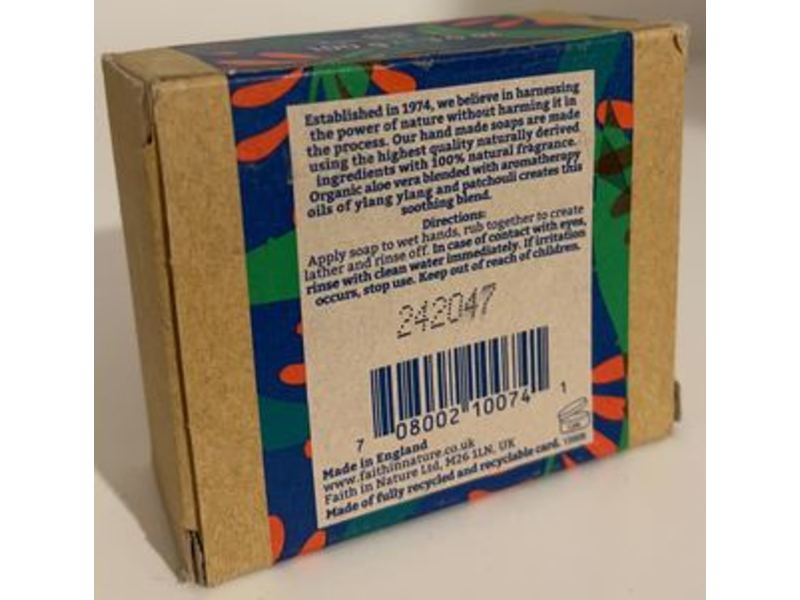 Established in 1974, we believe in harnessing
the power of nature without harming it in
the process. Our hand made soaps are made
using the highest quality naturally derived
ingredients with 100% natural fragrance.
Organic aloe vera blended with aromatherapy
oils of ylang ylang and patchouli creates this
soothing blend.
Directions:
Apply soap to wet hands, rub together to create
lather and rinse off. In case of contact with eyes,
rinse with clean water immediately. If irritation
occurs, stop use. Keep out of reach of children.
242047
7 08002 10074 1
Made in England
www.faithinnature.co.uk
Faith in Nature Ltd, M26 1LN, UK
Made of fully recycled and recyclable card.